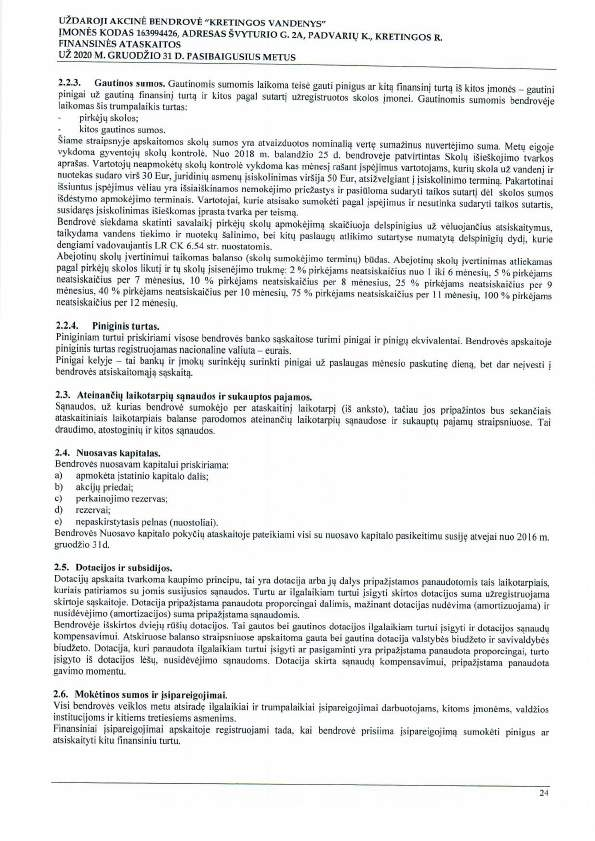 UŽDAROJI AKCINĖ BENDROVĖ "KRETINGOS VANDENYS"
ĮMONĖS KODAS 163994426, ADRESAS ŠVYTURIO G. 2A, PADVARIŲ K., KRETINGOS R.
FINANSINĖS ATASKAITOS
UŽ 2020 M. GRUODŽIO 31 D. PASIBAIGUSIUS METUS
2.2.3. Gautinos sumos. Gautinomis sumomis laikoma teisė gauti pinigus ar kitą finansinį turtą iš kitos įmonės – gautini
pinigai už gautiną finansinį turtą ir kitos pagal sutartį užregistruotos skolos įmonei. Gautinomis sumomis bendrovėje
laikomas šis trumpalaikis turtas:
- pirkėjų skolos;
- kitos gautinos sumos.
Šiame straipsnyje apskaitomos skolų sumos yra atvaizduotos nominalią vertę sumažinus nuvertėjimo suma. Metų eigoje
vykdoma gyventojų skolų kontrolė. Nuo 2018 m. balandžio 25 d. bendrovėje patvirtintas Skolų išieškojimo tvarkos
aprašas. Vartotojų neapmokėtų skolų kontrolė vykdoma kas mėnesį rašant įspėjimus vartotojams, kurių skola už vandenį ir
nuotekas sudaro virš 30 Eur, juridinių asmenų įsiskolinimas viršija 50 Eur, atsižvelgiant į įsiskolinimo terminą. Pakartotinai
išsiuntus įspėjimus vėliau yra išsiaiškinamos nemokėjimo priežastys ir pasiūloma sudaryti taikos sutartį dėl skolos sumos
išdėstymo apmokėjimo terminais. Vartotojai, kurie atsisako sumokėti pagal įspėjimus ir nesutinka sudaryti taikos sutartis,
susidaręs įsiskolinimas išieškomas įprasta tvarka per teismą.
Bendrovė siekdama skatinti savalaikį pirkėjų skolų apmokėjimą skaičiuoja delspinigius už vėluojančius atsiskaitymus,
taikydama vandens tiekimo ir nuotekų šalinimo, bei kitų paslaugų atlikimo sutartyse numatytą delspinigių dydį, kurie
dengiami vadovaujantis LR CK 6.54 str. nuostatomis.
Abejotinų skolų įvertinimui taikomas balanso (skolų sumokėjimo terminų) būdas. Abejotinų skolų įvertinimas atliekamas
pagal pirkėjų skolos likutį ir tų skolų įsisenėjimo trukmę: 2 % pirkėjams neatsiskaičius nuo 1 iki 6 mėnesių, 5 % pirkėjams
neatsiskaičius per 7 mėnesius, 10 % pirkėjams neatsiskaičius per 8 mėnesius, 25 % pirkėjams neatsiskaičius per 9
mėnesius, 40 % pirkėjams neatsiskaičius per 10 mėnesių, 75 % pirkėjams neatsiskaičius per 11 mėnesių, 100 % pirkėjams
neatsiskaičius per 12 mėnesių.
2.2.4. Piniginis turtas.
Piniginiam turtui priskiriami visose bendrovės banko sąskaitose turimi pinigai ir pinigų ekvivalentai. Bendrovės apskaitoje
piniginis turtas registruojamas nacionaline valiuta – eurais.
Pinigai kelyje – tai bankų ir įmokų surinkėjų surinkti pinigai už paslaugas mėnesio paskutinę dieną, bet dar neįvesti į
bendrovės atsiskaitomąją sąskaitą.
2.3. Ateinančių laikotarpių sąnaudos ir sukauptos pajamos.
Sąnaudos, už kurias bendrovė sumokėjo per ataskaitinį laikotarpį (iš anksto), tačiau jos pripažintos bus sekančiais
ataskaitiniais laikotarpiais balanse parodomos ateinančių laikotarpių sąnaudose ir sukauptų pajamų straipsniuose. Tai
draudimo, atostoginių ir kitos sąnaudos.
2.4. Nuosavas kapitalas.
Bendrovės nuosavam kapitalui priskiriama:
a) apmokėta įstatinio kapitalo dalis;
b) akcijų priedai;
c) perkainojimo rezervas;
d) rezervai;
e) nepaskirstytasis pelnas (nuostoliai).
Bendrovės Nuosavo kapitalo pokyčių ataskaitoje pateikiami visi su nuosavo kapitalo pasikeitimu susiję atvejai nuo 2016 m.
gruodžio 31d.
2.5. Dotacijos ir subsidijos.
Dotacijų apskaita tvarkoma kaupimo principu, tai yra dotacija arba jų dalys pripažįstamos panaudotomis tais laikotarpiais,
kuriais patiriamos su jomis susijusios sąnaudos. Turtu ar ilgalaikiam turtui įsigyti skirtos dotacijos suma užregistruojama
skirtoje sąskaitoje. Dotacija pripažįstama panaudota proporcingai dalimis, mažinant dotacijas nudėvima (amortizuojama) ir
nusidėvėjimo (amortizacijos) suma pripažįstama sąnaudomis.
Bendrovėje išskirtos dviejų rūšių dotacijos. Tai gautos bei gautinos dotacijos ilgalaikiam turtui įsigyti ir dotacijos sąnaudų
kompensavimui. Atskiruose balanso straipsniuose apskaitoma gauta bei gautina dotacija valstybės biudžeto ir savivaldybės
biudžeto. Dotacija, kuri panaudota ilgalaikiam turtui įsigyti ar pasigaminti yra pripažįstama panaudota proporcingai, turto
įsigyto iš dotacijos lėšų, nusidėvėjimo sąnaudoms. Dotacija skirta sąnaudų kompensavimui, pripažįstama panaudota
gavimo momentu.
2.6. Mokėtinos sumos ir įsipareigojimai.
Visi bendrovės veiklos metu atsiradę ilgalaikiai ir trumpalaikiai įsipareigojimai darbuotojams, kitoms įmonėms, valdžios
institucijoms ir kitiems tretiesiems asmenims.
Finansiniai įsipareigojimai apskaitoje registruojami tada, kai bendrovė prisiima įsipareigojimą sumokėti pinigus ar
atsiskaityti kitu finansiniu turtu.
24